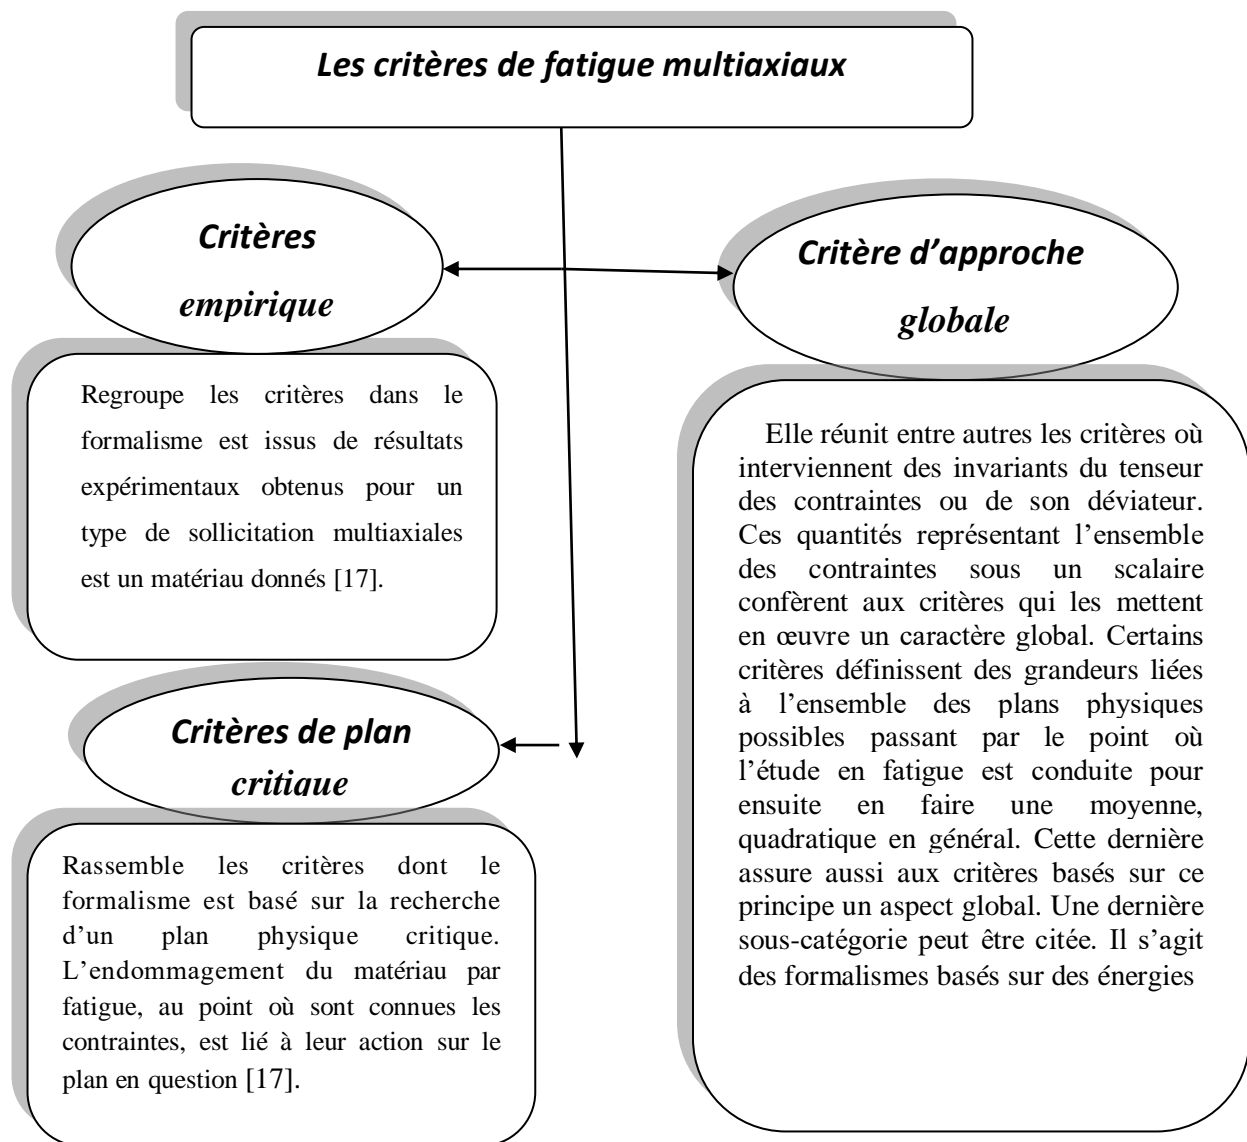 Les critères de fatigue multiaxiaux
Critères
empirique
Regroupe les critères dans le
formalisme est issus de résultats
expérimentaux obtenus pour un
type de sollicitation multiaxiales
est un matériau donnés [17].
Critères de plan
critique
Rassemble les critères dont le
formalisme est basé sur la recherche
d’un plan physique critique.
L’endommagement du matériau par
fatigue, au point où sont connues les
contraintes, est lié à leur action sur le
plan en question [17].
Critère d’approche
globale
Elle réunit entre autres les critères où
interviennent des invariants du tenseur
des contraintes ou de son déviateur.
Ces quantités représentant l’ensemble
des contraintes sous un scalaire
confèrent aux critères qui les mettent
en œuvre un caractère global. Certains
critères définissent des grandeurs liées
à l’ensemble des plans physiques
possibles passant par le point où
l’étude en fatigue est conduite pour
ensuite en faire une moyenne,
quadratique en général. Cette dernière
assure aussi aux critères basés sur ce
principe un aspect global. Une dernière
sous-catégorie peut être citée. Il s’agit
des formalismes basés sur des énergies